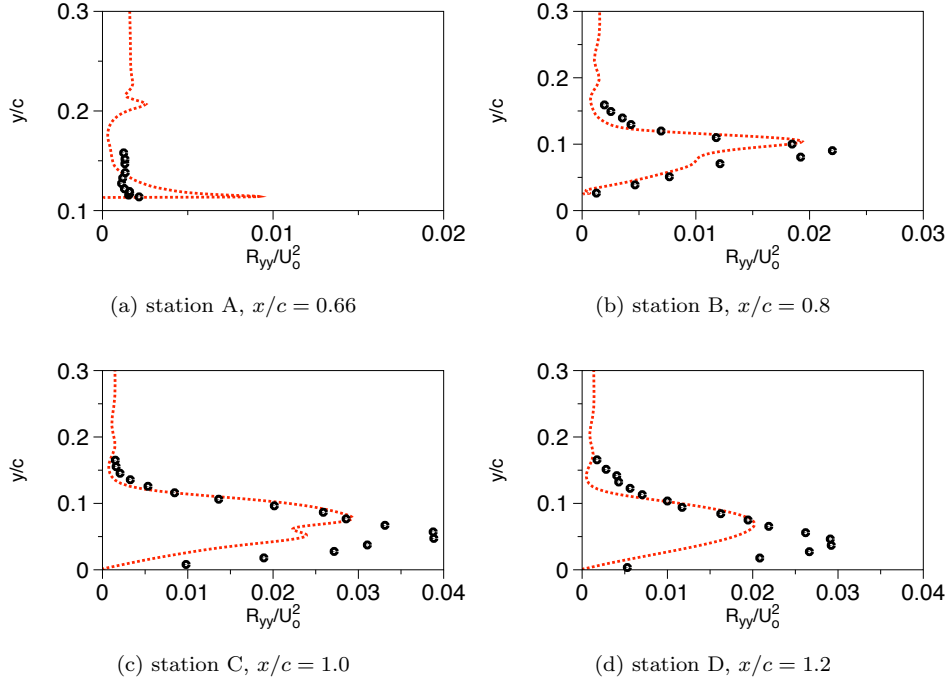 0.3
0.2
0.1
y/c
0
0.01
0.02
R_yy/U_o^2
(a) station A, x/c = 0.66
0.3
0.2
0.1
0
y/c
0
0.01
0.02
0.03
R_yy/U_o^2
(b) station B, x/c = 0.8
0.3
0.2
0.1
0
y/c
0
0.01
0.02
0.03
0.04
R_yy/U_o^2
(c) station C, x/c = 1.0
0.3
0.2
0.1
0
y/c
0
0.01
0.02
0.03
0.04
R_yy/U_o^2
(d) station D, x/c = 1.2